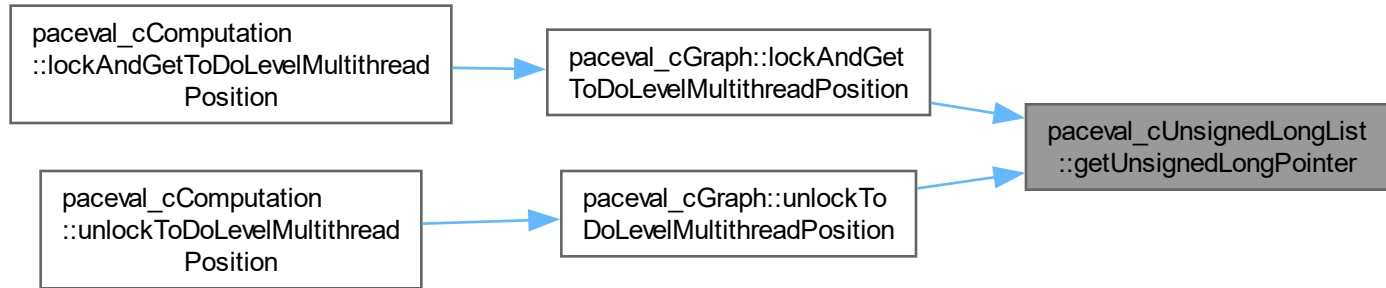 paceval_cComputation
::lockAndGetToDoLevelMultithread
Position
paceval_cGraph::lockAndGet
ToDoLevelMultithreadPosition
paceval_cUnsignedLongList
::getUnsignedLongPointer
paceval_cComputation
::unlockToDoLevelMultithread
Position
paceval_cGraph::unlockTo
DoLevelMultithreadPosition